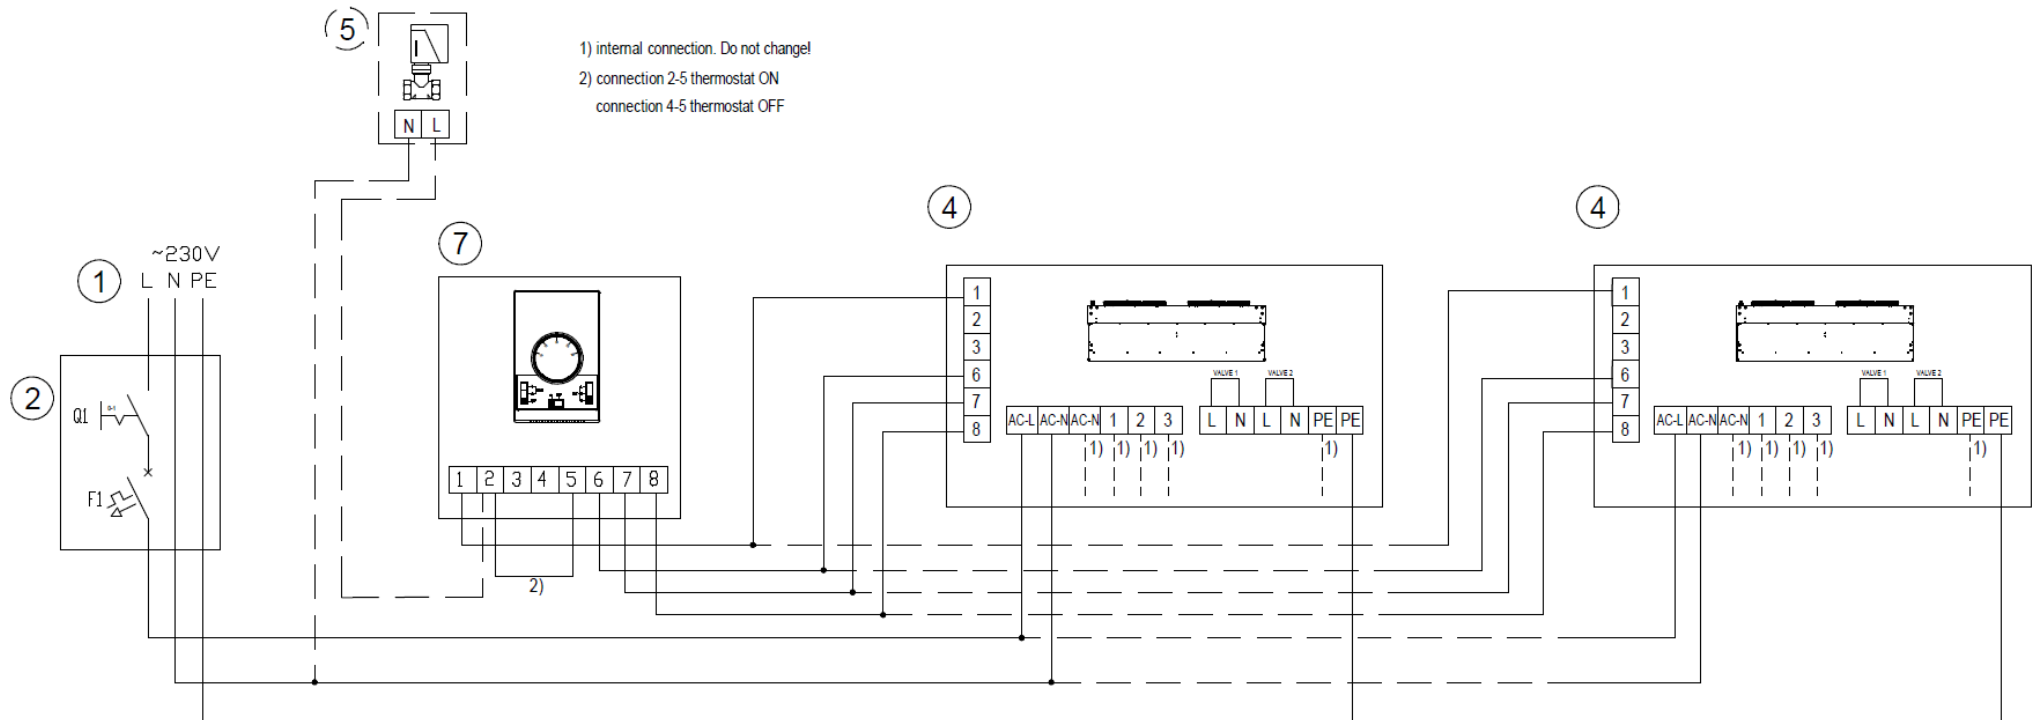 5
1) internal connection. Do not change!
2) connection 2-5 thermostat ON
connection 4-5 thermostat OFF
N L
4
4
7
~230V
1
L N PE
2
Q1
F1
1 2 3 4 5 6 7 8
2)
1
2
3
6
7
8
VALVE 1 VALVE 2
AC-L AC-N AC-N 1 2 3 L N L N PE PE
1) 1) 1) 1) 1)
1
2
3
6
7
8
VALVE 1 VALVE 2
AC-L AC-N AC-N 1 2 3 L N L N PE PE
1) 1) 1) 1) 1)